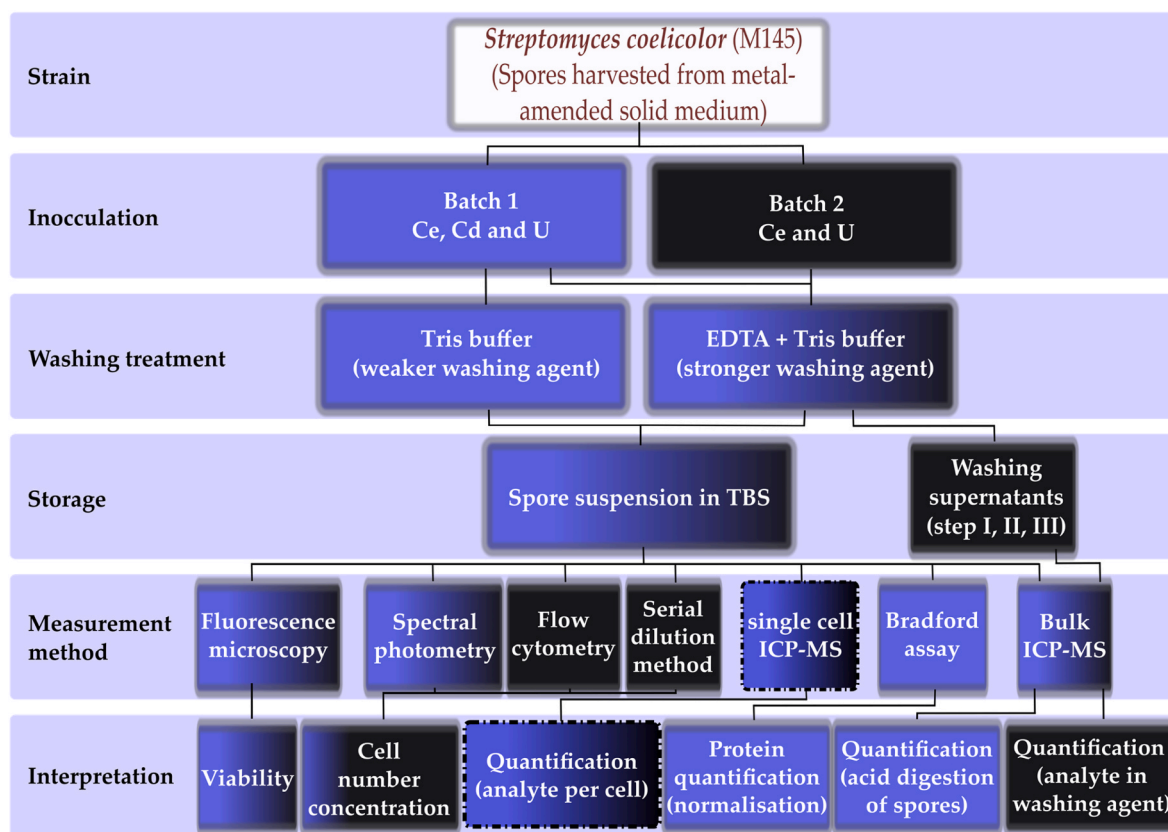 Strain
Streptomyces coelicolor (M145)
(Spores harvested from metal-
amended solid medium)
Inocculation
Batch 1
Ce, Cd and U
Batch 2
Ce and U
Washing treatment
Tris buffer
(weaker washing agent)
EDTA + Tris buffer
(stronger washing agent)
Storage
Spore suspension in TBS
Washing
supernatants
(step I, II, III)
Measurement
method
Fluorescence
microscopy
Spectral
photometry
Flow
cytometry
Serial
dilution
method
single cell
ICP-MS
Bradford
assay
Bulk
ICP-MS
Interpretation
Viability
Cell
number
concentration
Quantification
(analyte per cell)
Protein
quantification
(normalisation)
Quantification
(acid digestion
of spores)
Quantification
(analyte in
washing agent)